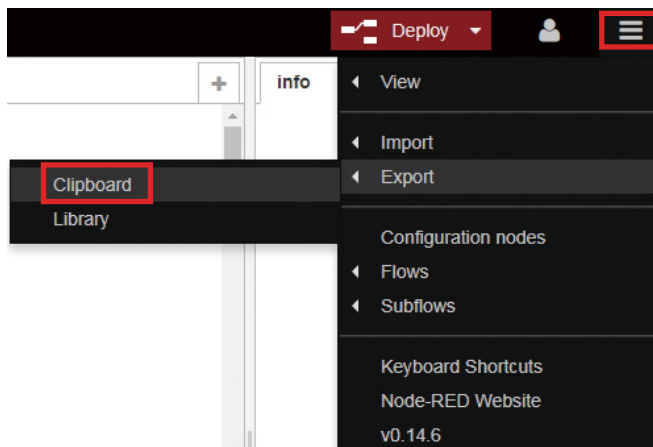 Deploy
+
info
View
Import
Export
Clipboard
Library
Configuration nodes
Flows
Subflows
Keyboard Shortcuts
Node-RED Website
v0.14.6